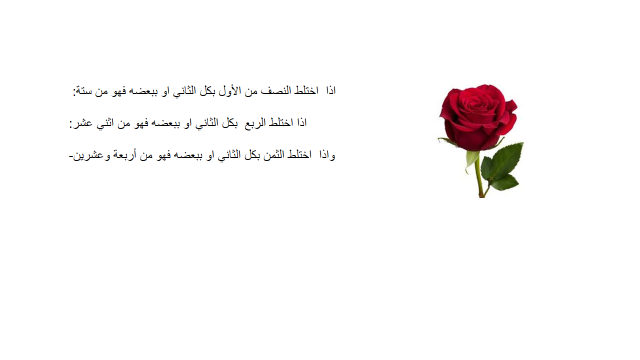 اذا اختلط النصف من الأول بكل الثاني او ببعضه فهو من ستة:
اذا اختلط الربع بكل الثاني او ببعضه فهو من اثني عشر:
واذا اختلط الثمن بكل الثاني او ببعضه فهو من أربعة وعشرين-